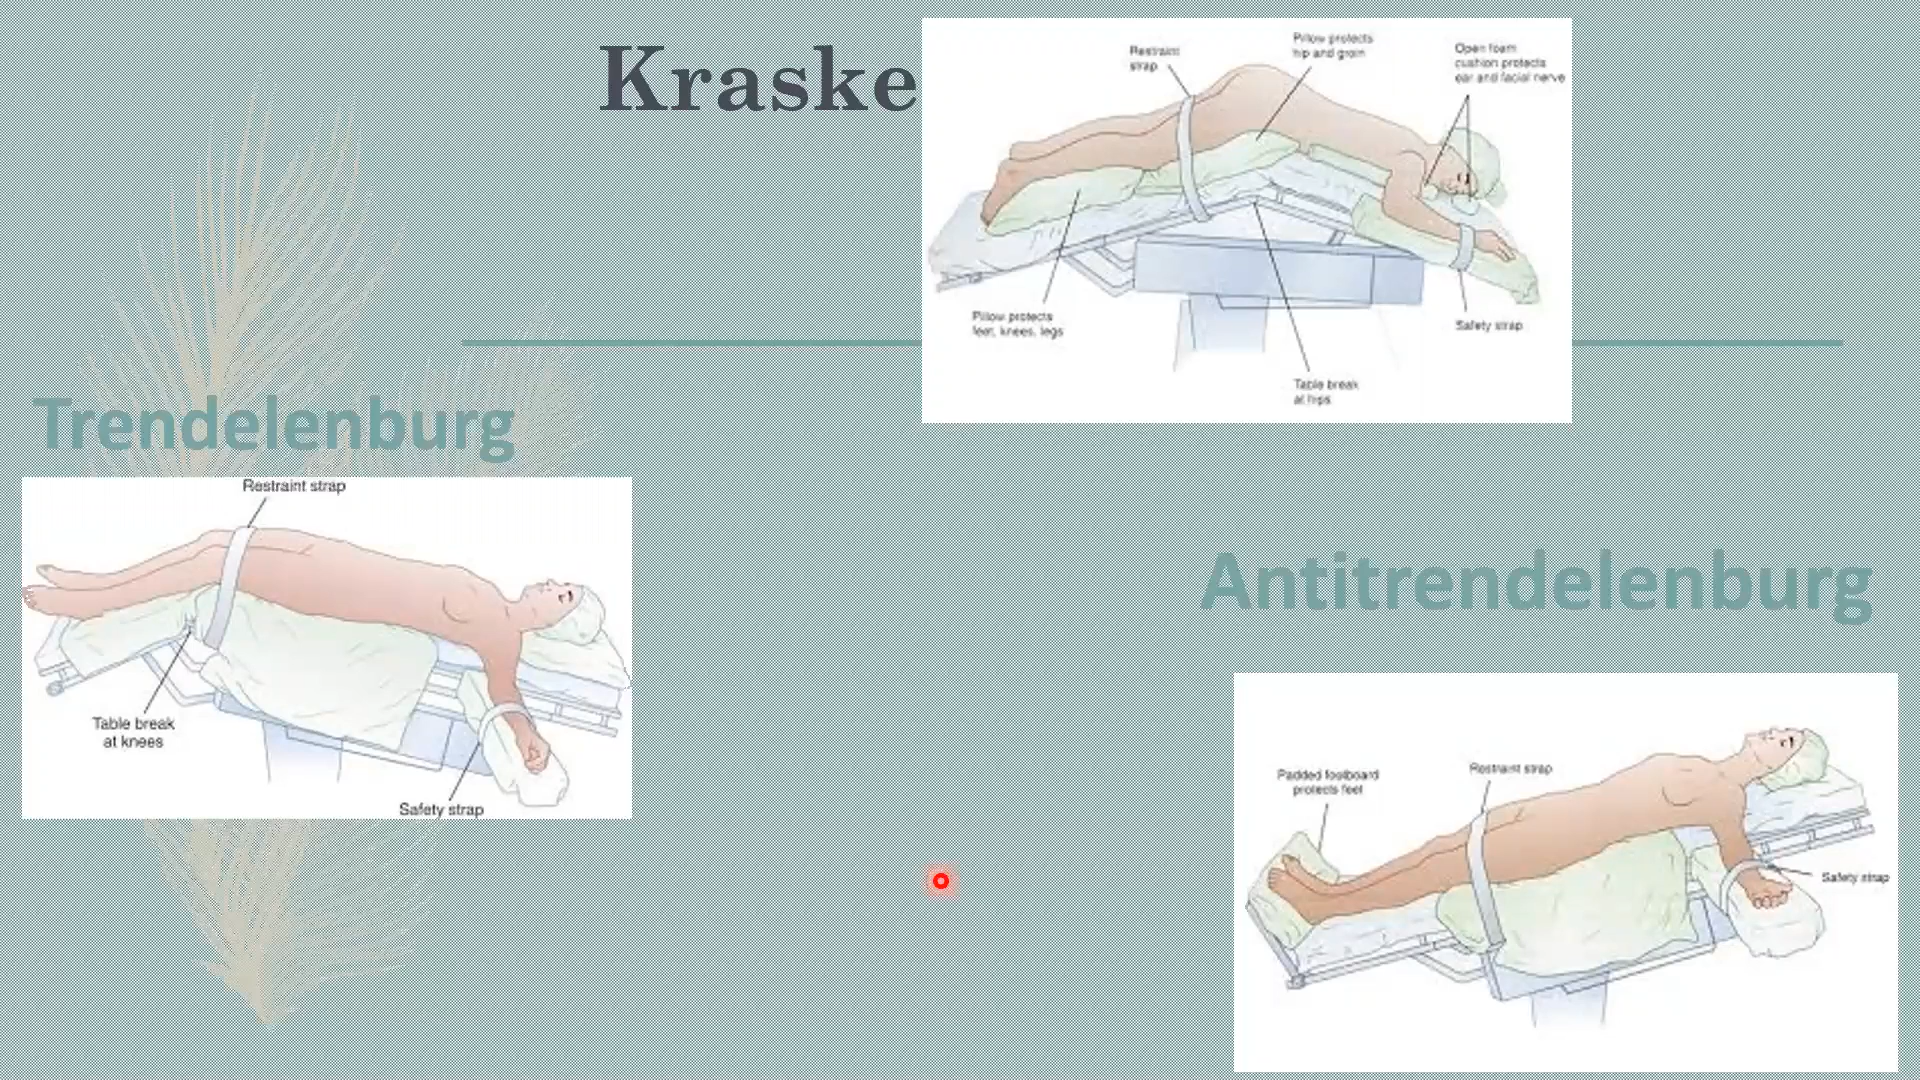 Kraske
Restraint
strap
Pillow protects
hip and groin
Open foam
cushion protects
ear and facial nerve
Pillow protects
feet, knees, legs
Safety strap
Table break
at hips
Trendelenburg
Restraint strap
Table break
at knees
Safety strap
Antitrendelenburg
Padded footboard
protects feet
Restraint strap
Safety strap